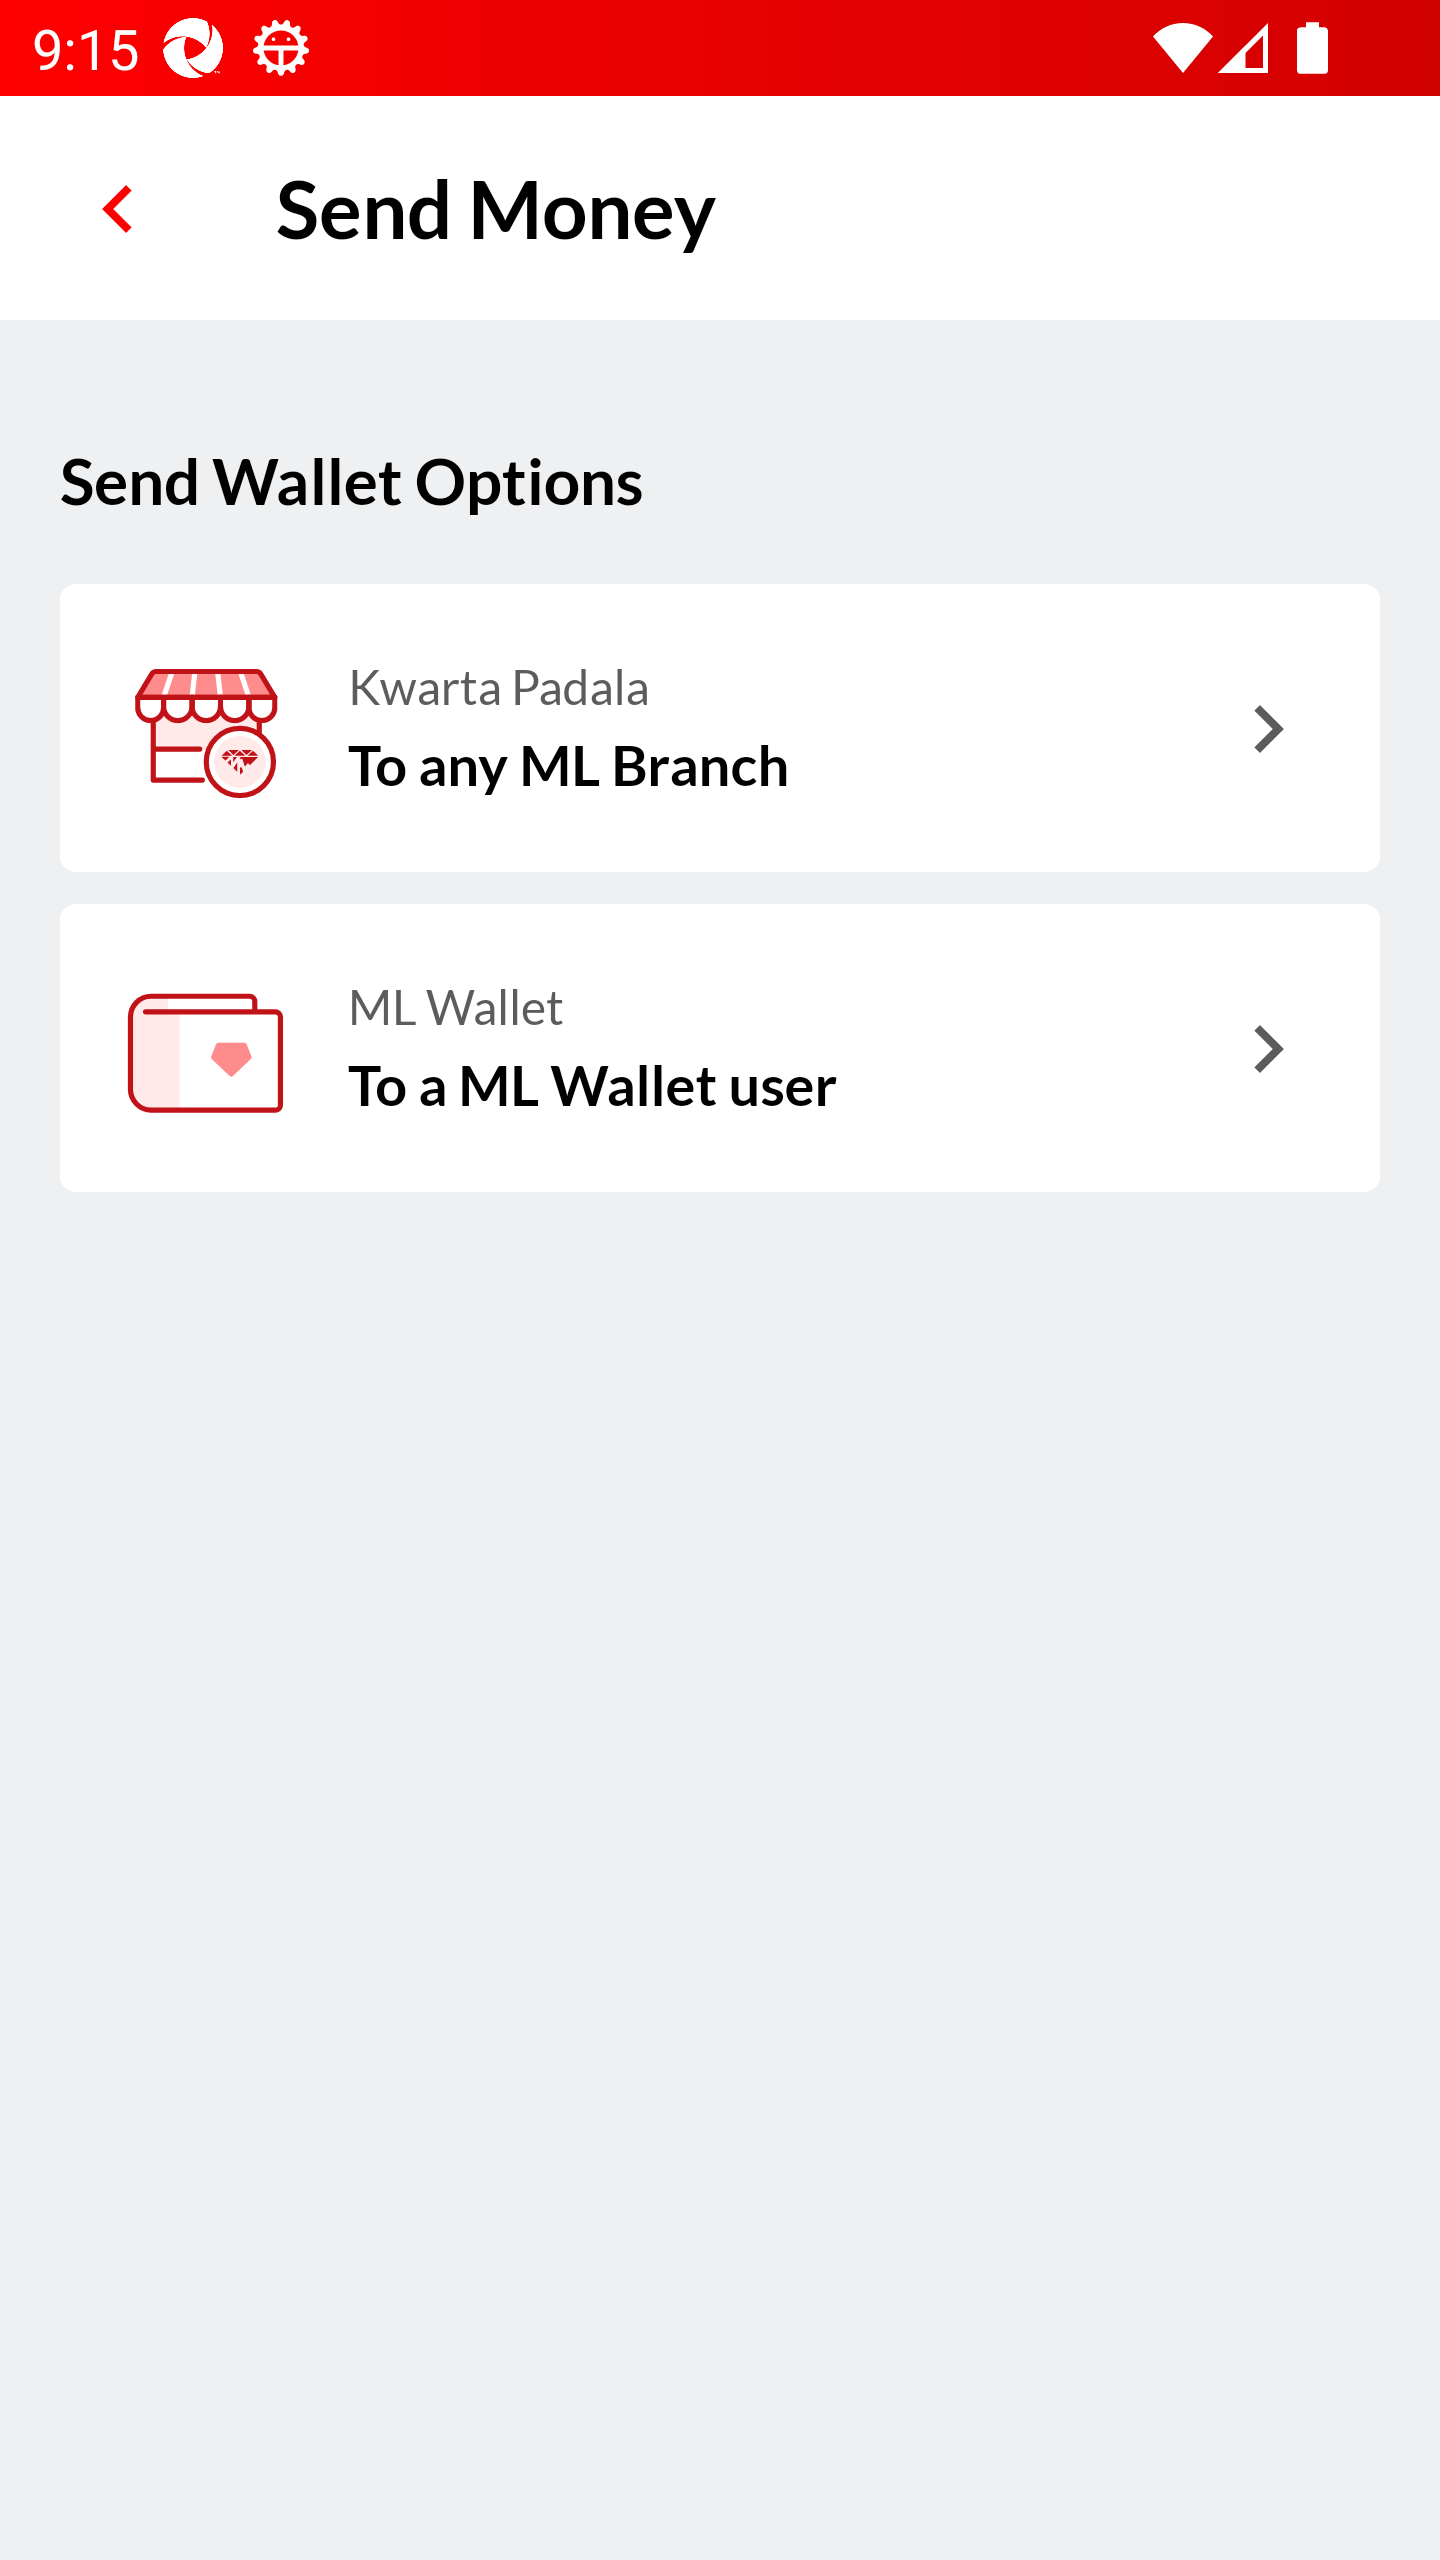 9:15
Send Money
Send Wallet Options
Kwarta Padala
To any ML Branch
ML Wallet
To a ML Wallet user